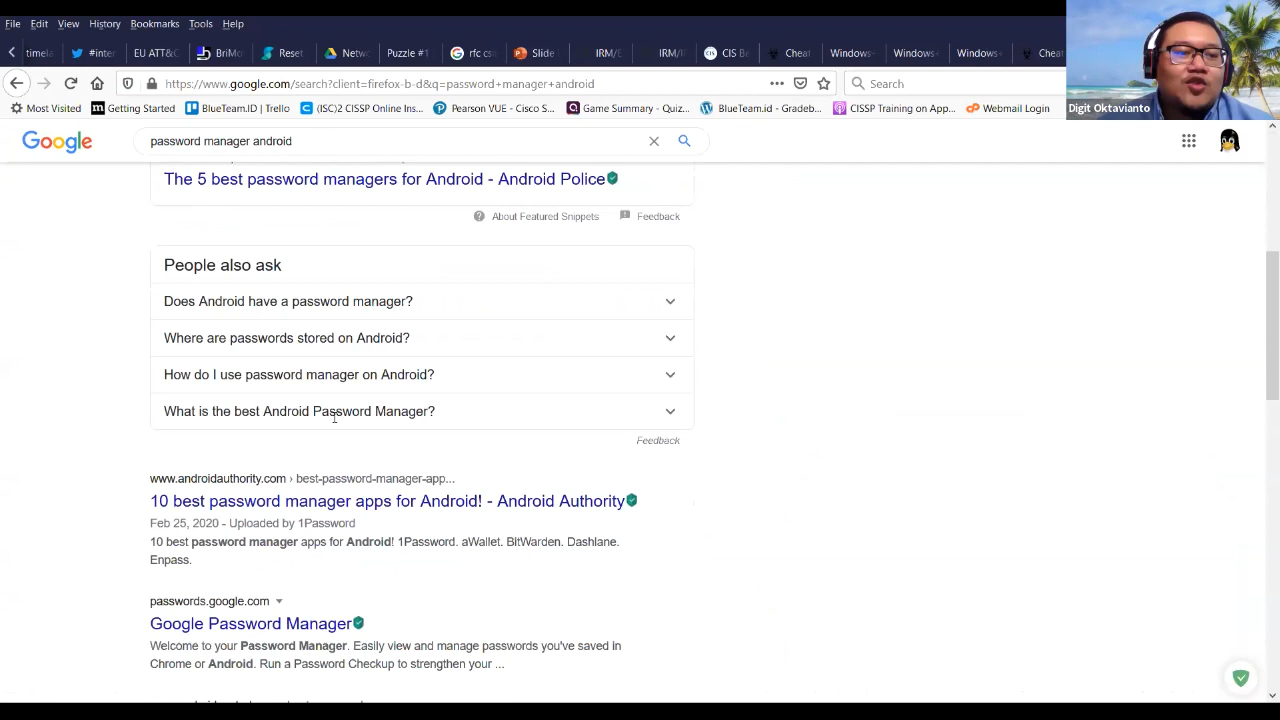 File Edit View History Bookmarks Tools Help
timela #inter EU ATT&C BriMo Reset Netwo Puzzle #1 rfc cs Slide IRM/E IRM/IT CIS Be Cheat Windows- Windows- Windows- Cheat
https://www.google.com/search?client=firefox-b-d&q=password+manager+android
Search
Digit Oktavianto
Most Visited Getting Started BlueTeam.ID | Trello (ISC)2 CISSP Online Ins... Pearson VUE - Cisco S... Game Summary - Quiz... BlueTeam.id - Gradeb... CISSP Training on App... Webmail Login
Google
password manager android
The 5 best password managers for Android - Android Police
About Featured Snippets Feedback
People also ask
Does Android have a password manager?
Where are passwords stored on Android?
How do I use password manager on Android?
What is the best Android Password Manager?
Feedback
www.androidauthority.com › best-password-manager-app...
10 best password manager apps for Android! - Android Authority
Feb 25, 2020 - Uploaded by 1Password
10 best password manager apps for Android! 1Password. aWallet. BitWarden. Dashlane.
Enpass.
passwords.google.com
Google Password Manager
Welcome to your Password Manager. Easily view and manage passwords you've saved in
Chrome or Android. Run a Password Checkup to strengthen your ...